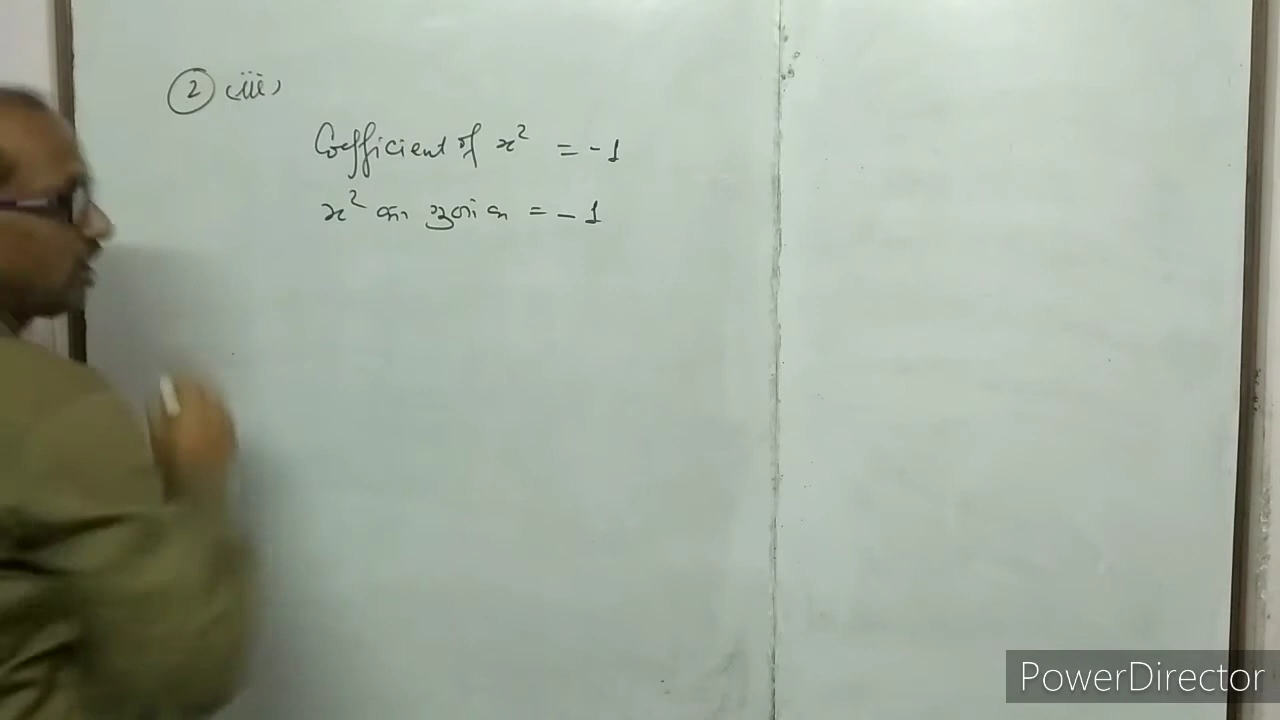 2 (iii)
Coefficient of x² = -1
x² का गुणांक = - 1
PowerDirector